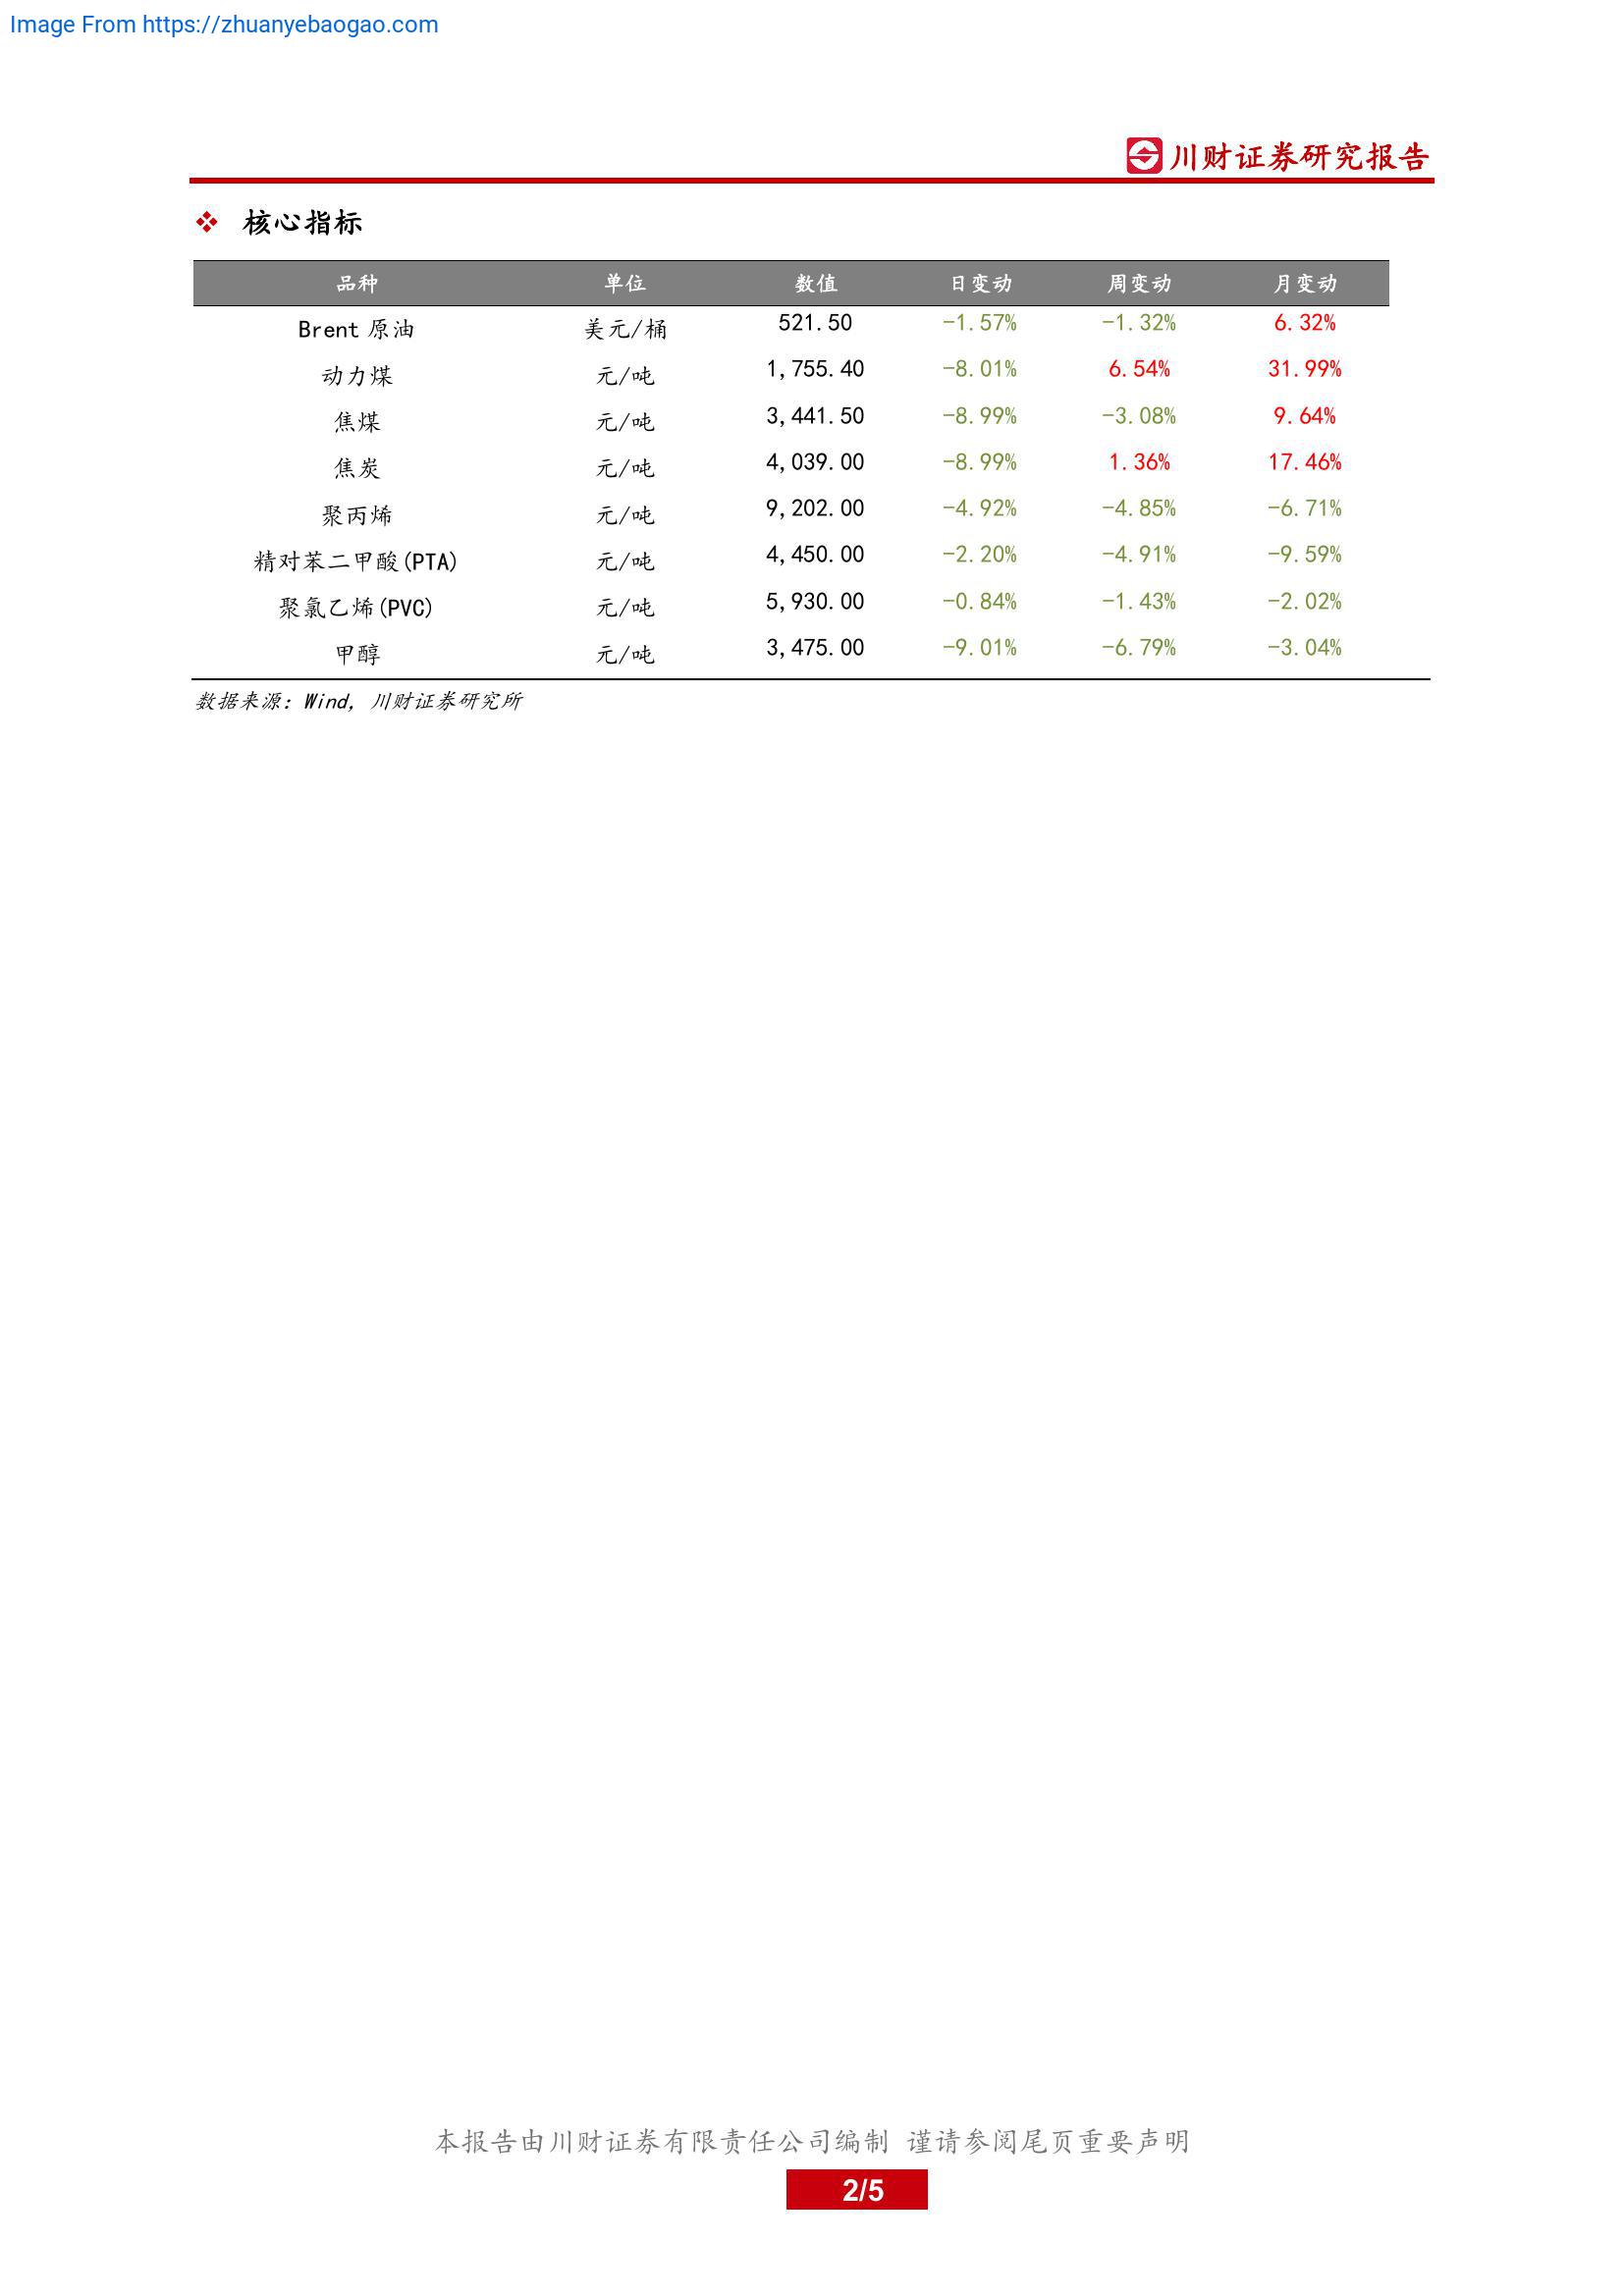 Image From https://zhuanyebaogao.com
川财证券研究报告
❖ 核心指标
品种 单位 数值 日变动 周变动 月变动
Brent 原油 美元/桶 521.50 -1.57% -1.32% 6.32%
动力煤 元/吨 1,755.40 -8.01% 6.54% 31.99%
焦煤 元/吨 3,441.50 -8.99% -3.08% 9.64%
焦炭 元/吨 4,039.00 -8.99% 1.36% 17.46%
聚丙烯 元/吨 9,202.00 -4.92% -4.85% -6.71%
精对苯二甲酸(PTA) 元/吨 4,450.00 -2.20% -4.91% -9.59%
聚氯乙烯(PVC) 元/吨 5,930.00 -0.84% -1.43% -2.02%
甲醇 元/吨 3,475.00 -9.01% -6.79% -3.04%
数据来源：Wind，川财证券研究所
本报告由川财证券有限责任公司编制 谨请参阅尾页重要声明
2/5